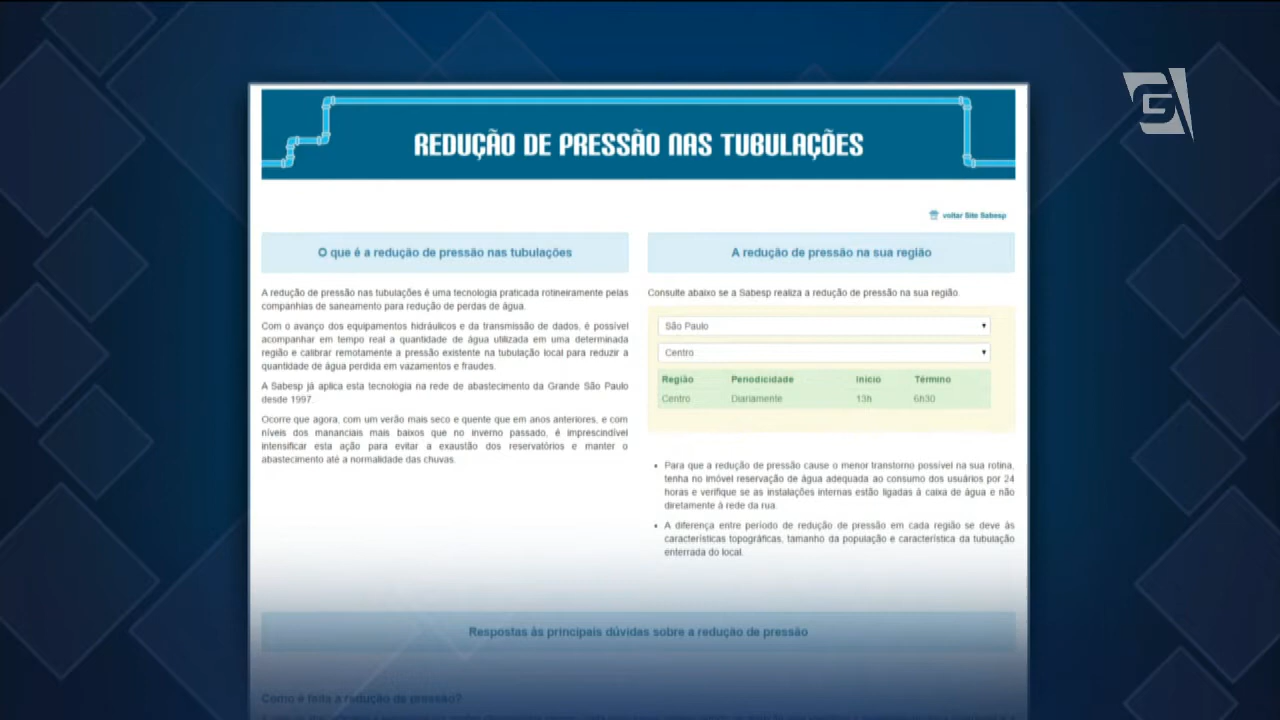 REDUÇÃO DE PRESSÃO NAS TUBULAÇÕES
voltar Site Sabesp
O que é a redução de pressão nas tubulações
A redução de pressão nas tubulações é uma tecnologia praticada rotineiramente pelas
companhias de saneamento para redução de perdas de água.
Com o avanço dos equipamentos hidráulicos e da transmissão de dados, é possível
acompanhar em tempo real a quantidade de água utilizada em uma determinada
região e calibrar remotamente a pressão existente na tubulação local para reduzir a
quantidade de água perdida em vazamentos e fraudes.
A Sabesp já aplica esta tecnologia na rede de abastecimento da Grande São Paulo
desde 1997.
Ocorre que agora, com um verão mais seco e quente que em anos anteriores, e com
níveis dos mananciais mais baixos que no inverno passado, é imprescindível
intensificar esta ação para evitar a exaustão dos reservatórios e manter o
abastecimento até a normalidade das chuvas.
A redução de pressão na sua região
Consulte abaixo se a Sabesp realiza a redução de pressão na sua região.
São Paulo
Centro
Região Periodicidade Início Término
Centro Diariamente 13h 6h30
• Para que a redução de pressão cause o menor transtorno possível na sua rotina,
tenha no imóvel reservação de água adequada ao consumo dos usuários por 24
horas e verifique se as instalações internas estão ligadas à caixa de água e não
diretamente à rede da rua.
• A diferença entre período de redução de pressão em cada região se deve às
características topográficas, tamanho da população e característica da tubulação
enterrada do local.
Respostas às principais dúvidas sobre a redução de pressão
Como é feita a redução da pressão?